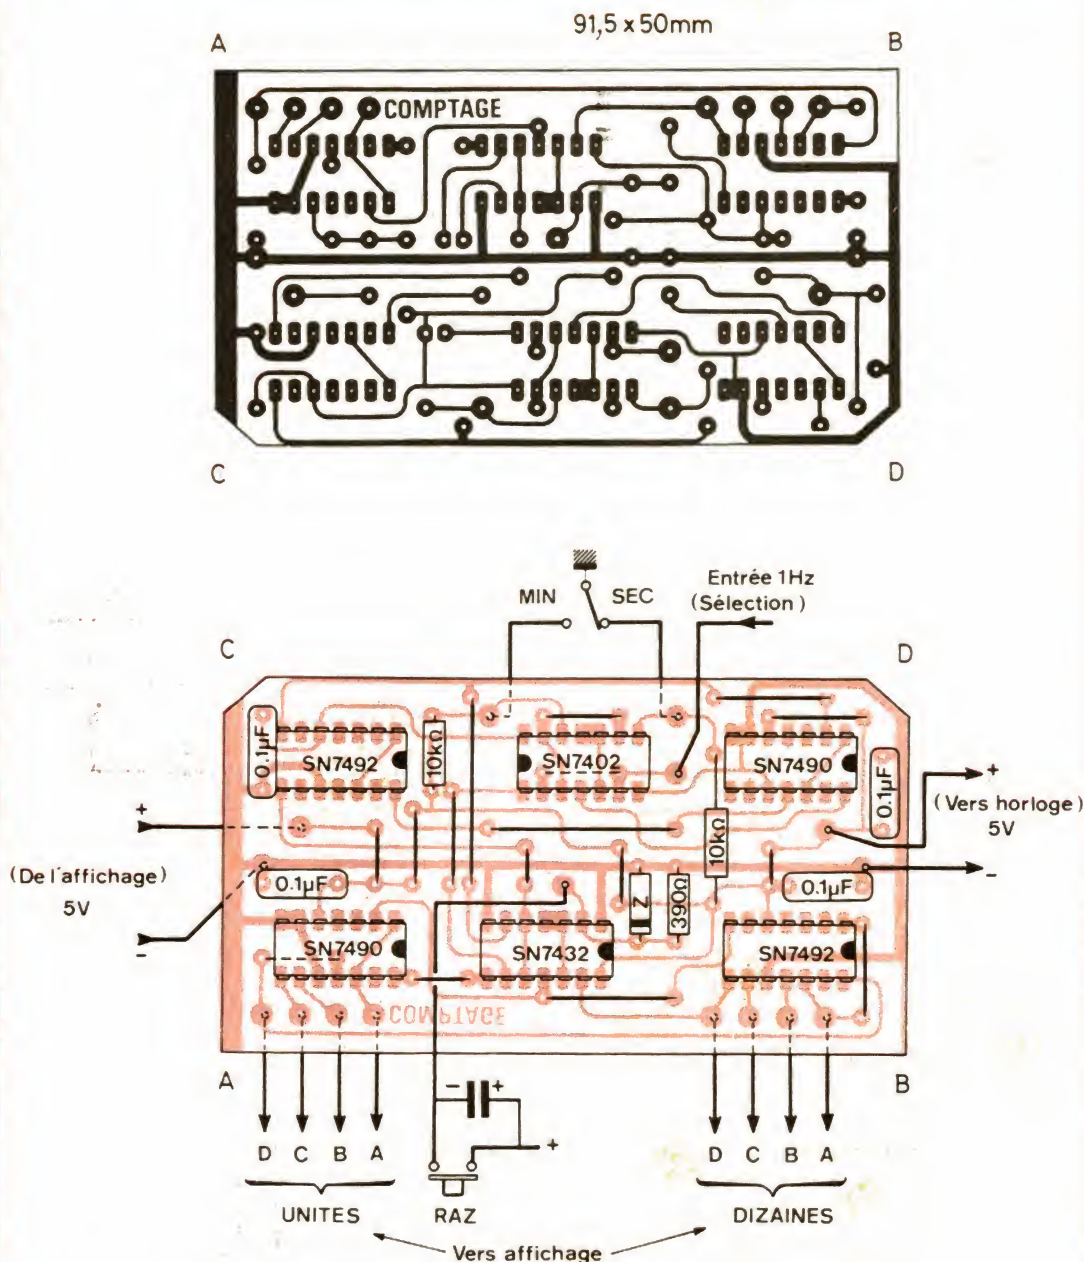 91,5 x 50mm
A
B
COMPTAGE
C
D
MIN
SEC
Entrée 1Hz
(Sélection)
C
D
0.1µF
SN7492
10kΩ
SN7402
SN7490
0.1µF
+
(Vers horloge)
5V
-
+
(De l'affichage)
5V
-
0.1µF
10kΩ
Z
390Ω
0.1µF
SN7490
SN7432
SN7492
COMPTAGE
A
B
- +
+
D C B A
D C B A
UNITES
RAZ
DIZAINES
Vers affichage